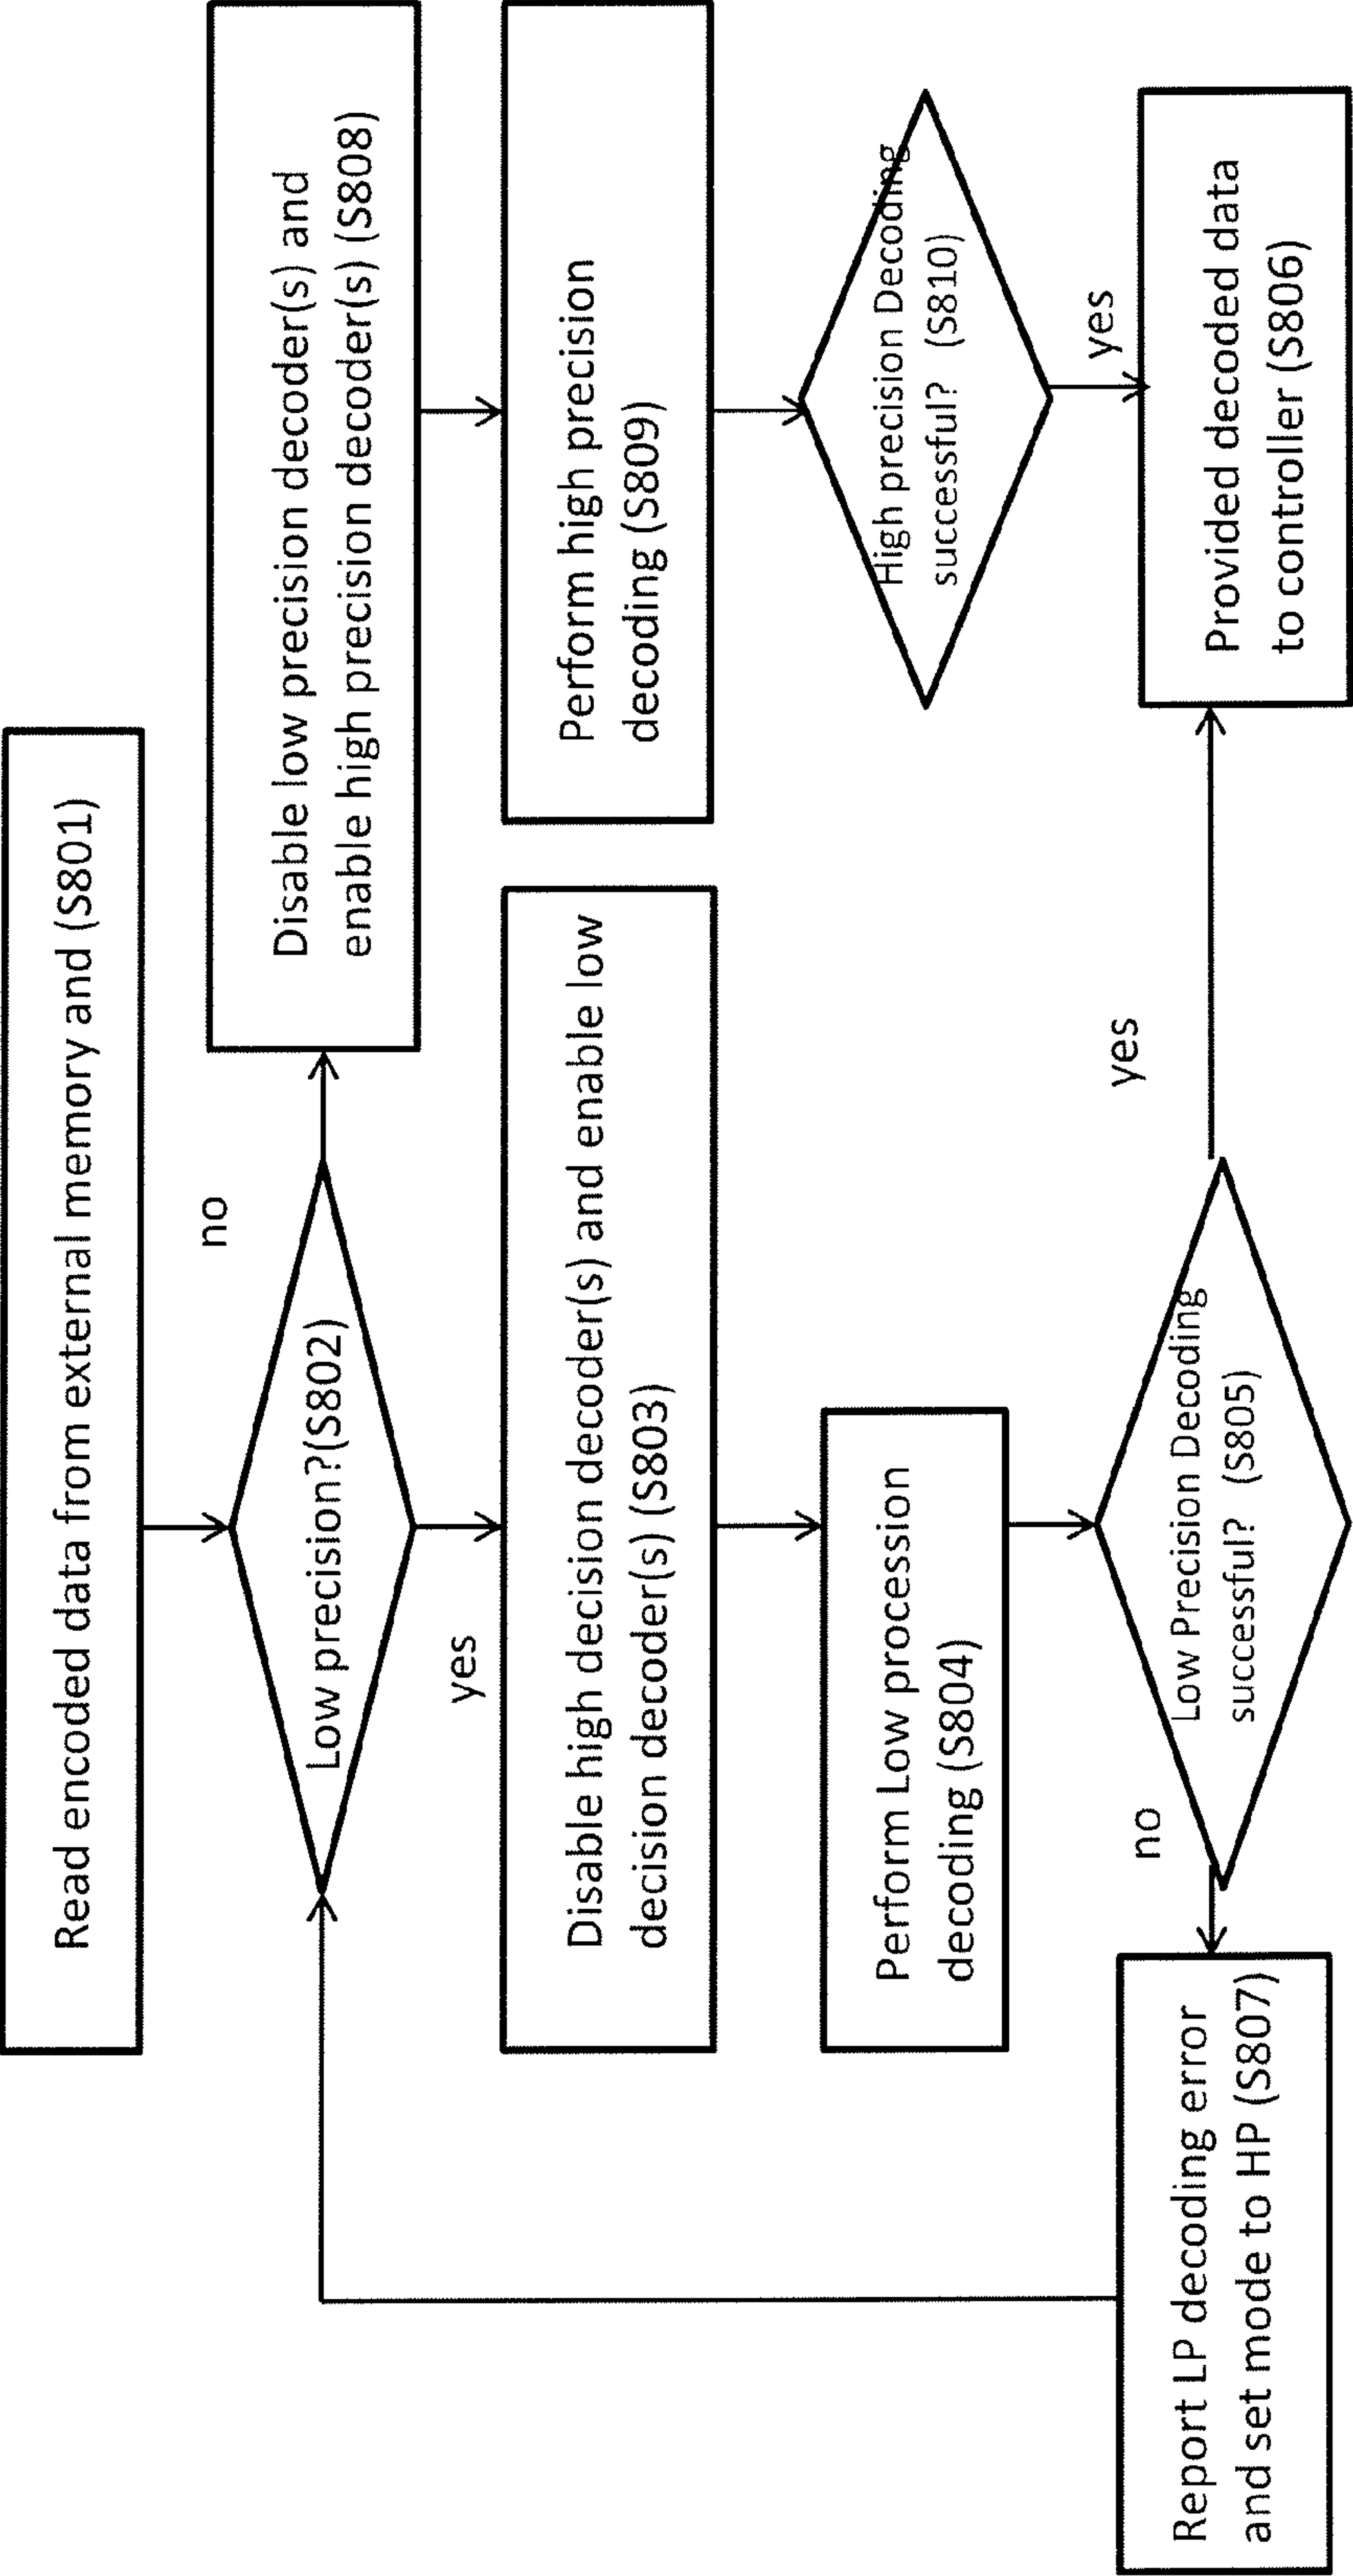 Read encoded data from external memory and (S801)
Low precision?(S802)
no
yes
Disable low precision decoder(s) and
enable high precision decoder(s) (S808)
Disable high decision decoder(s) and enable low
decision decoder(s) (S803)
Perform high precision
decoding (S809)
Perform Low procession
decoding (S804)
High precision Decoding
successful? (S810)
yes
Low Precision Decoding
successful? (S805)
no
yes
Report LP decoding error
and set mode to HP (S807)
Provided decoded data
to controller (S806)